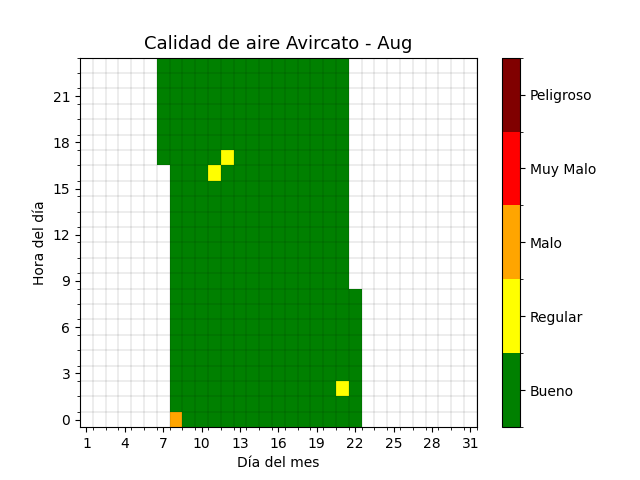 Calidad de aire Avircato - Aug
21
18
15
12
9
6
3
0
Hora del día
1 4 7 10 13 16 19 22 25 28 31
Día del mes
Peligroso
Muy Malo
Malo
Regular
Bueno